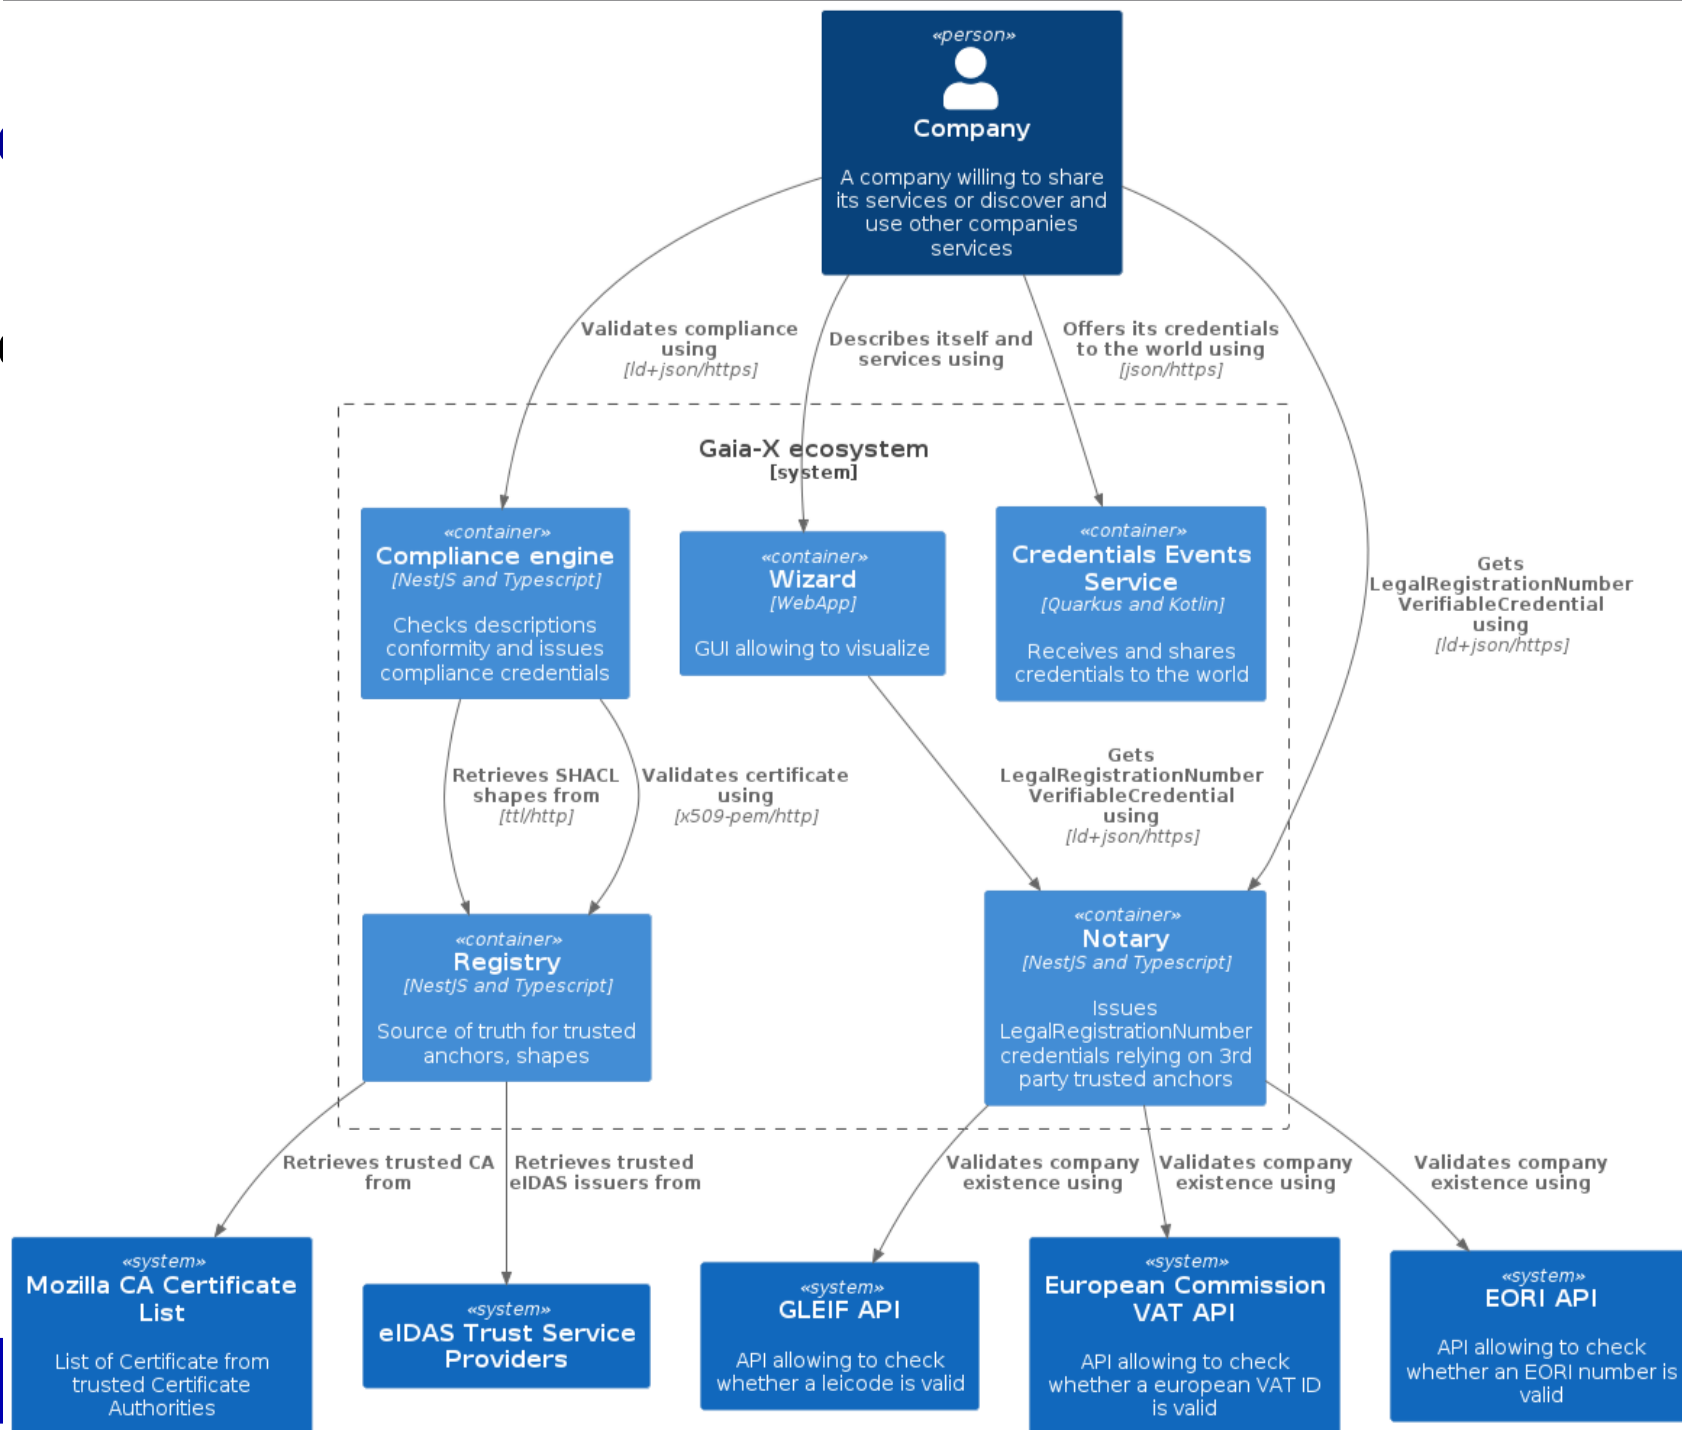 «person»
Company
A company willing to share
its services or discover and
use other companies
services
Validates compliance
using
[ld+json/https]
Describes itself and
services using
Offers its credentials
to the world using
[json/https]
Gets
LegalRegistrationNumber
VerifiableCredential
using
[ld+json/https]
Gaia-X ecosystem
[system]
«container»
Compliance engine
[NestJS and Typescript]
Checks descriptions
conformity and issues
compliance credentials
«container»
Wizard
[WebApp]
GUI allowing to visualize
«container»
Credentials Events
Service
[Quarkus and Kotlin]
Receives and shares
credentials to the world
Retrieves SHACL
shapes from
[ttl/http]
Validates certificate
using
[x509-pem/http]
Gets
LegalRegistrationNumber
VerifiableCredential
using
[ld+json/https]
«container»
Registry
[NestJS and Typescript]
Source of truth for trusted
anchors, shapes
«container»
Notary
[NestJS and Typescript]
Issues
LegalRegistrationNumber
credentials relying on 3rd
party trusted anchors
Retrieves trusted CA
from
Retrieves trusted
eIDAS issuers from
Validates company
existence using
Validates company
existence using
Validates company
existence using
«system»
Mozilla CA Certificate
List
List of Certificate from
trusted Certificate
Authorities
«system»
eIDAS Trust Service
Providers
«system»
GLEIF API
API allowing to check
whether a leicode is valid
«system»
European Commission
VAT API
API allowing to check
whether a european VAT ID
is valid
«system»
EORI API
API allowing to check
whether an EORI number is
valid